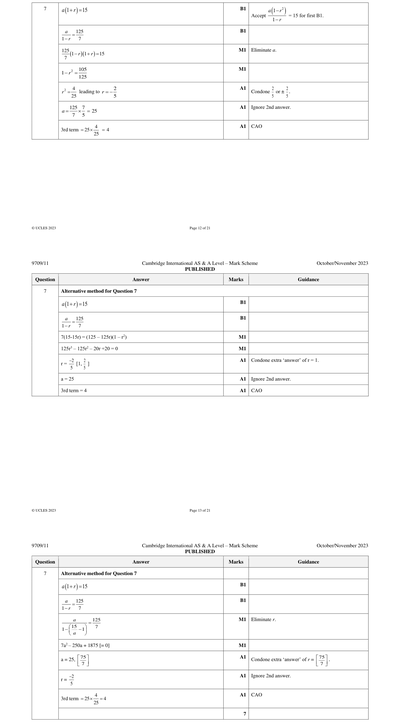 7 a(1+r)=15 B1 Accept a(1−r²)/(1−r) = 15 for first B1.
a/(1−r) = 125/7 B1
125/7 (1−r)(1+r)=15 M1 Eliminate a.
1−r² = 105/125 M1
r² = 4/25 leading to r = −2/5 A1 Condone 2/5 or ± 2/5.
a = 125/7 × 7/5 = 25 A1 Ignore 2nd answer.
3rd term = 25× 4/25 = 4 A1 CAO
© UCLES 2023 Page 12 of 21
9709/11 Cambridge International AS & A Level – Mark Scheme October/November 2023
PUBLISHED
Question Answer Marks Guidance
7 Alternative method for Question 7
a(1+r)=15 B1
a/(1−r) = 125/7 B1
7(15-15r) = (125 – 125r)(1 – r²) M1
125r³ – 125r² – 20r +20 = 0 M1
r = −2/5 [1, 2/5] A1 Condone extra 'answer' of r = 1.
a = 25 A1 Ignore 2nd answer.
3rd term = 4 A1 CAO
© UCLES 2023 Page 13 of 21
9709/11 Cambridge International AS & A Level – Mark Scheme October/November 2023
PUBLISHED
Question Answer Marks Guidance
7 Alternative method for Question 7
a(1+r)=15 B1
a/(1−r) = 125/7 B1
a/(1−(15/a −1)) = 125/7 M1 Eliminate r.
7a² – 250a + 1875 [= 0] M1
a = 25, [75/7] A1 Condone extra 'answer' of = [75/7].
r = −2/5 A1 Ignore 2nd answer.
3rd term = 25× 4/25 = 4 A1 CAO
7